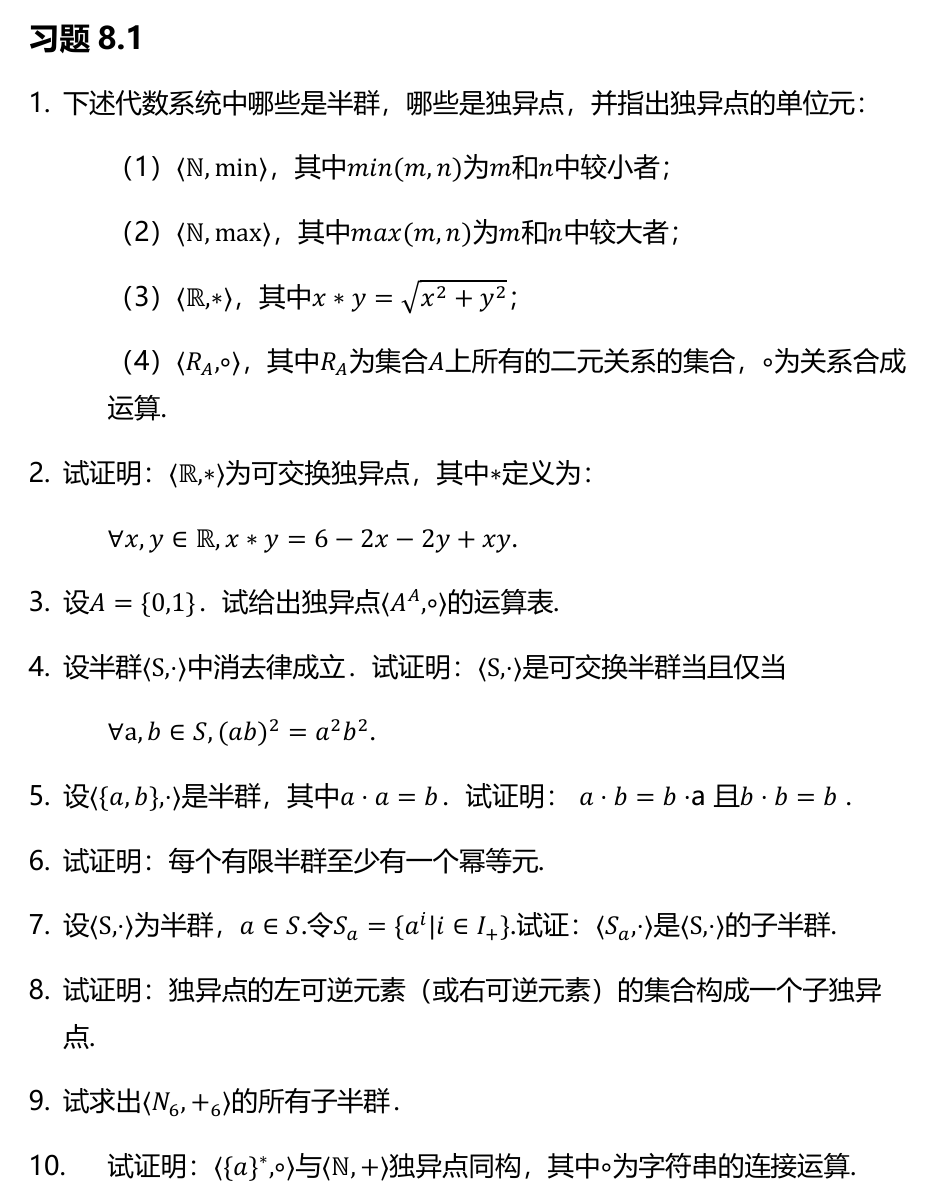 习题 8.1
1. 下述代数系统中哪些是半群，哪些是独异点，并指出独异点的单位元：
（1）⟨ℕ, min⟩，其中min(m, n)为m和n中较小者；
（2）⟨ℕ, max⟩，其中max(m, n)为m和n中较大者；
（3）⟨ℝ,∗⟩，其中x ∗ y = √(x² + y²)；
（4）⟨R_A,∘⟩，其中R_A为集合A上所有的二元关系的集合，∘为关系合成
运算.
2. 试证明：⟨ℝ,∗⟩为可交换独异点，其中∗定义为：
∀x, y ∈ ℝ, x ∗ y = 6 − 2x − 2y + xy.
3. 设A = {0,1}．试给出独异点⟨A^A,∘⟩的运算表.
4. 设半群⟨S,·⟩中消去律成立．试证明：⟨S,·⟩是可交换半群当且仅当
∀a, b ∈ S, (ab)² = a²b².
5. 设⟨{a, b},·⟩是半群，其中a · a = b．试证明： a · b = b ·a 且b · b = b .
6. 试证明：每个有限半群至少有一个幂等元.
7. 设⟨S,·⟩为半群，a ∈ S.令S_a = {a^i|i ∈ I₊}.试证：⟨S_a,·⟩是⟨S,·⟩的子半群.
8. 试证明：独异点的左可逆元素（或右可逆元素）的集合构成一个子独异
点.
9. 试求出⟨N₆, +₆⟩的所有子半群.
10. 试证明：⟨{a}*,∘⟩与⟨ℕ, +⟩独异点同构，其中∘为字符串的连接运算.